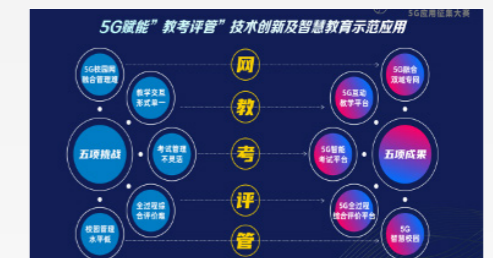 5G应用征集大赛
5G赋能”教考评管”技术创新及智慧教育示范应用
5G校园网
融合管理难
网
5G融合
双域专网
教学交互
形式单一
教
5G互动
教学平台
五项挑战
考试管理
不灵活
考
5G智能
考试平台
五项成果
全过程综
合评价难
评
5G全过程
综合评价平台
校园管理
水平低
管
5G
智慧校园